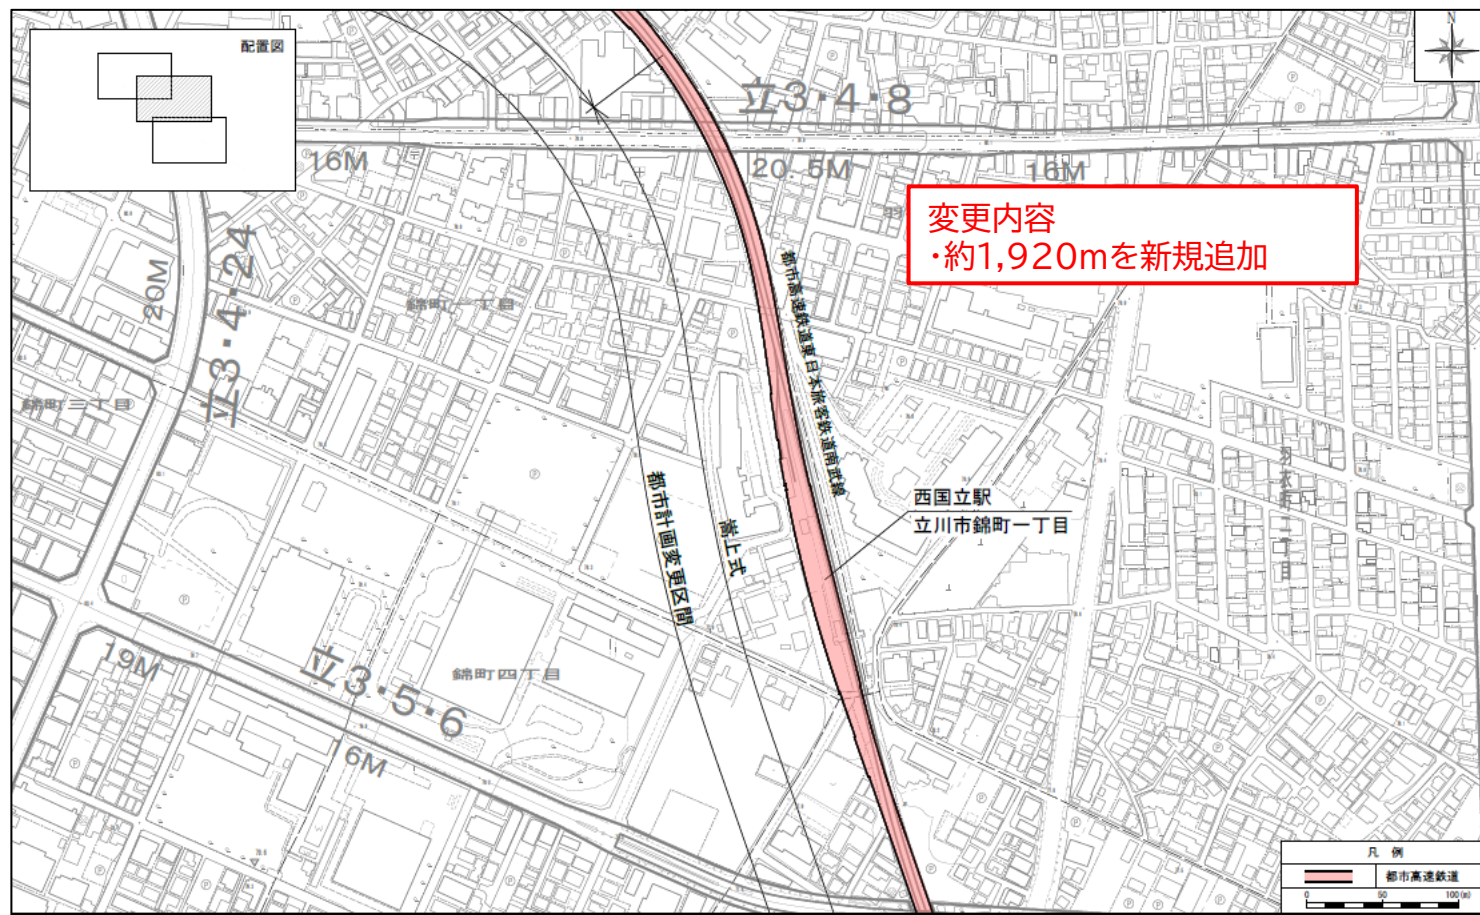 配置図
N
立3・4・8
16M
20.5M
16M
変更内容
・約1,920mを新規追加
20M
立3・4・24
錦町一丁目
都市高速鉄道東日本旅客鉄道南武線
錦町三丁目
西国立駅
立川市錦町一丁目
都市計画変更区間
嵩上式
19M
立3・5・6
錦町四丁目
16M
凡例
都市高速鉄道
0 50 100(m)